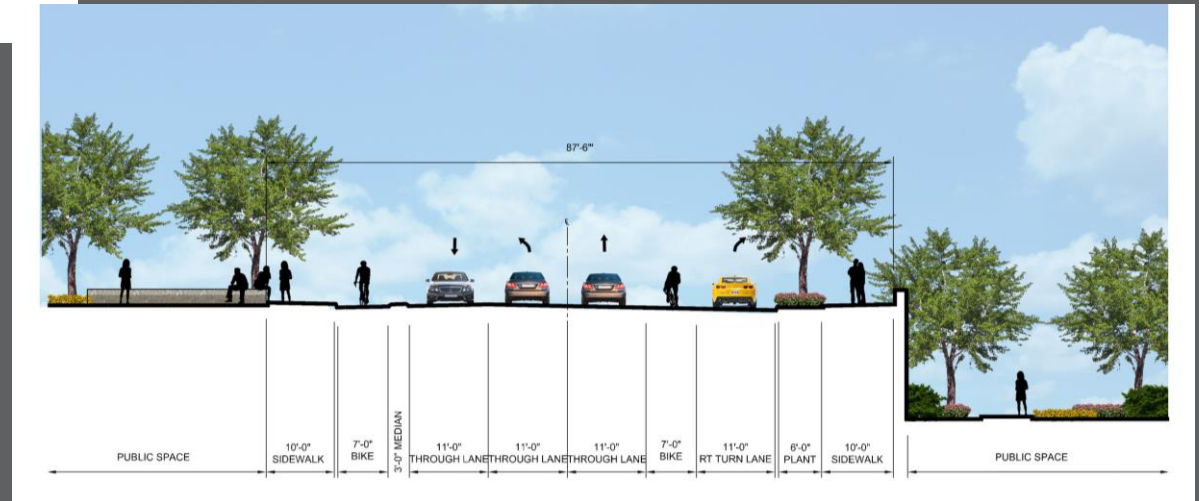 87'-6"'
℄
PUBLIC SPACE
10'-0"
SIDEWALK
7'-0"
BIKE
3'-0" MEDIAN
11'-0"
THROUGH LANE
11'-0"
THROUGH LANE
11'-0"
THROUGH LANE
7'-0"
BIKE
11'-0"
RT TURN LANE
6'-0"
PLANT
10'-0"
SIDEWALK
PUBLIC SPACE